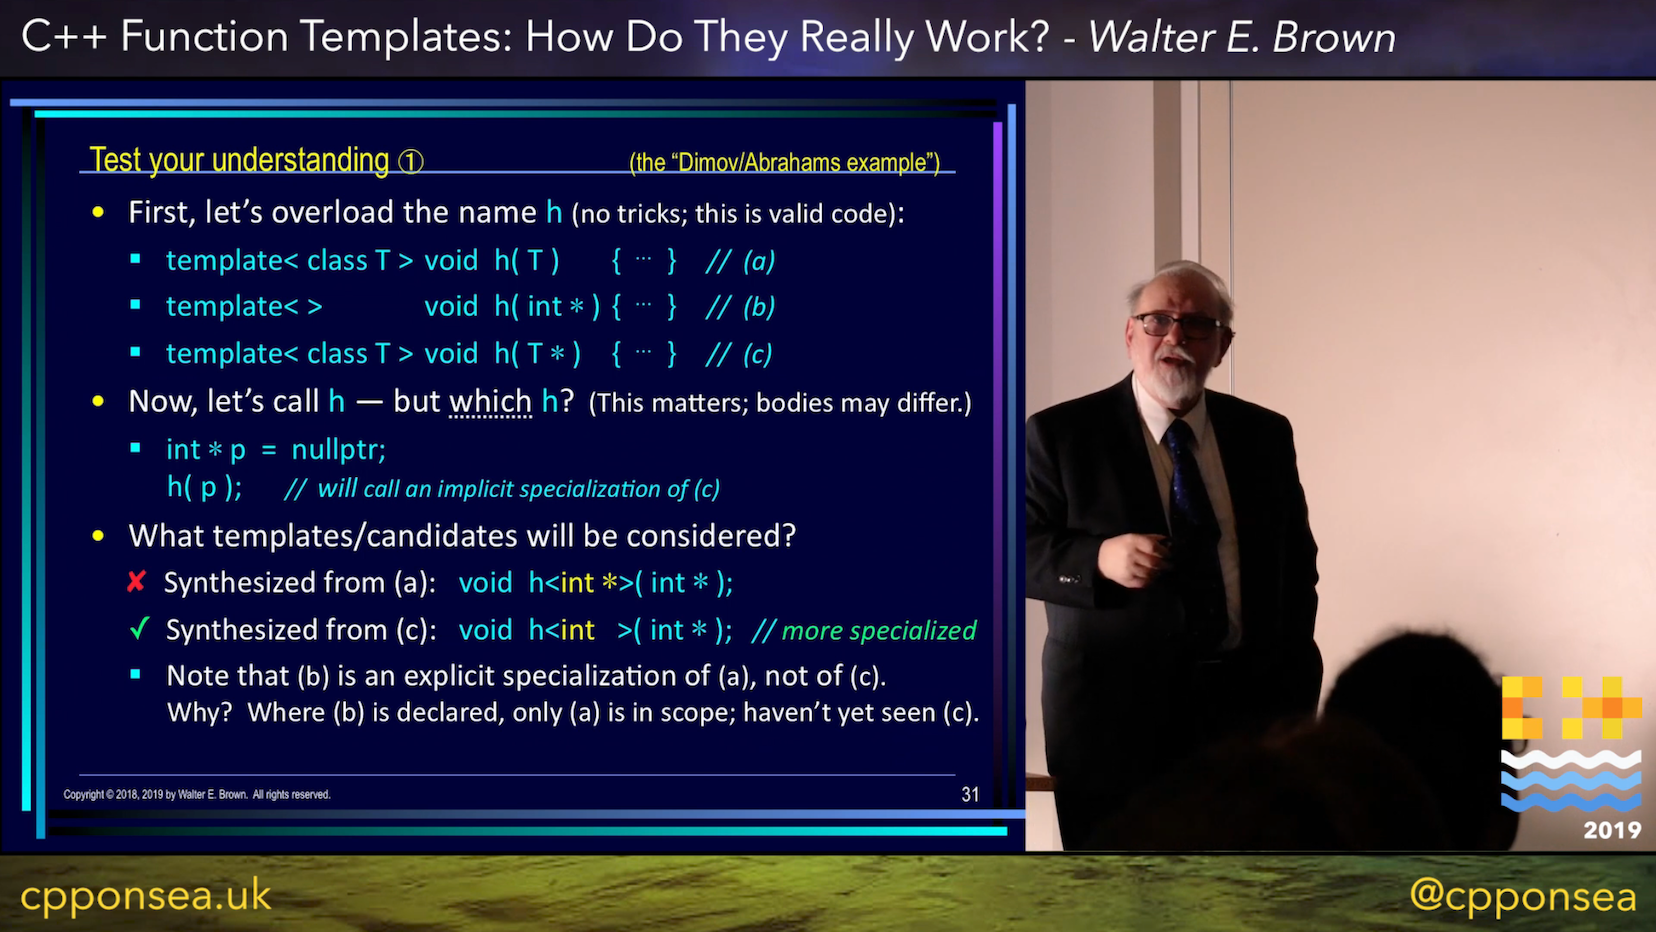 C++ Function Templates: How Do They Really Work? - Walter E. Brown
Test your understanding ① (the “Dimov/Abrahams example”)
• First, let’s overload the name h (no tricks; this is valid code):
▪ template< class T > void h( T ) { ··· } // (a)
▪ template< > void h( int * ) { ··· } // (b)
▪ template< class T > void h( T * ) { ··· } // (c)
• Now, let’s call h — but which h? (This matters; bodies may differ.)
▪ int * p = nullptr;
h( p ); // will call an implicit specialization of (c)
• What templates/candidates will be considered?
✘ Synthesized from (a): void h<int *>( int * );
✓ Synthesized from (c): void h<int >( int * ); // more specialized
▪ Note that (b) is an explicit specialization of (a), not of (c).
Why? Where (b) is declared, only (a) is in scope; haven’t yet seen (c).
Copyright © 2018, 2019 by Walter E. Brown. All rights reserved. 31
C++
2019
cpponsea.uk @cpponsea